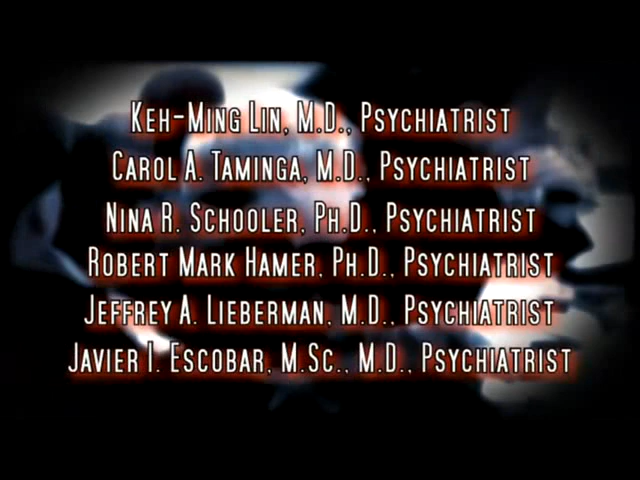 Keh-Ming Lin, M.D., Psychiatrist
Carol A. Taminga, M.D., Psychiatrist
Nina R. Schooler, Ph.D., Psychiatrist
Robert Mark Hamer, Ph.D., Psychiatrist
Jeffrey A. Lieberman, M.D., Psychiatrist
Javier I. Escobar, M.Sc., M.D., Psychiatrist